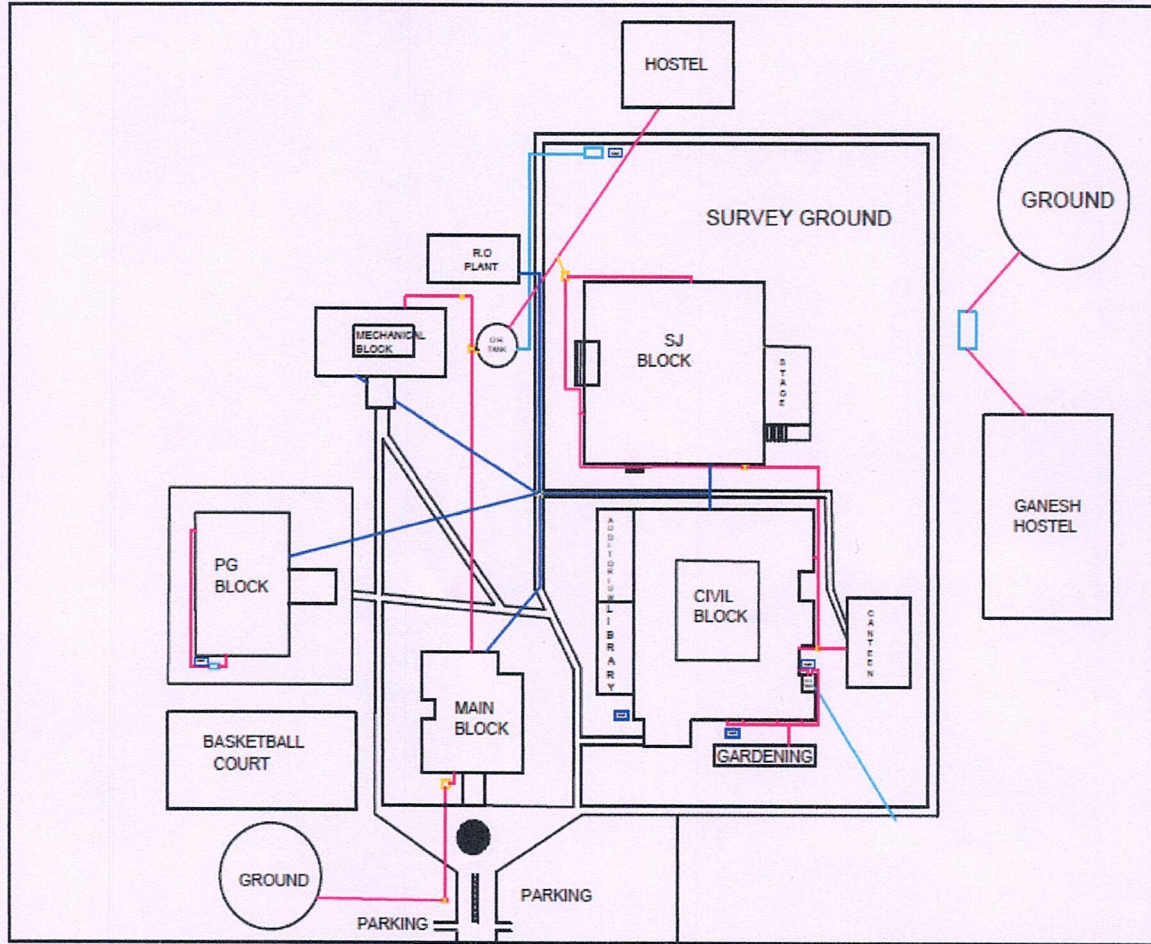 HOSTEL
GROUND
SURVEY GROUND
R.O
PLANT
MECHANICAL
BLOCK
O.H.
TANK
SJ
BLOCK
STAGE
GANESH
HOSTEL
AUDITORIUM
PG
BLOCK
CIVIL
BLOCK
LIBRARY
CANTEEN
MAIN
BLOCK
BASKETBALL
COURT
GARDENING
GROUND
PARKING
PARKING